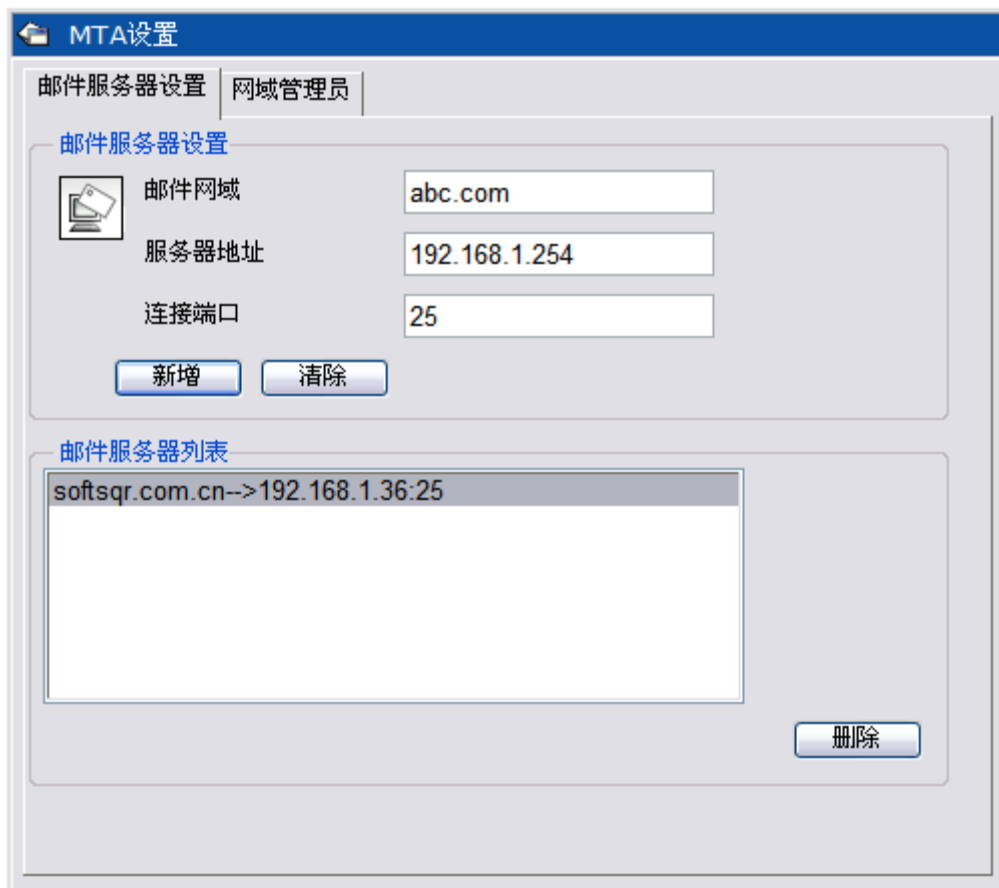 MTA设置
邮件服务器设置 网域管理员
邮件服务器设置
邮件网域 abc.com
服务器地址 192.168.1.254
连接端口 25
新增 清除
邮件服务器列表
softsqr.com.cn-->192.168.1.36:25
删除